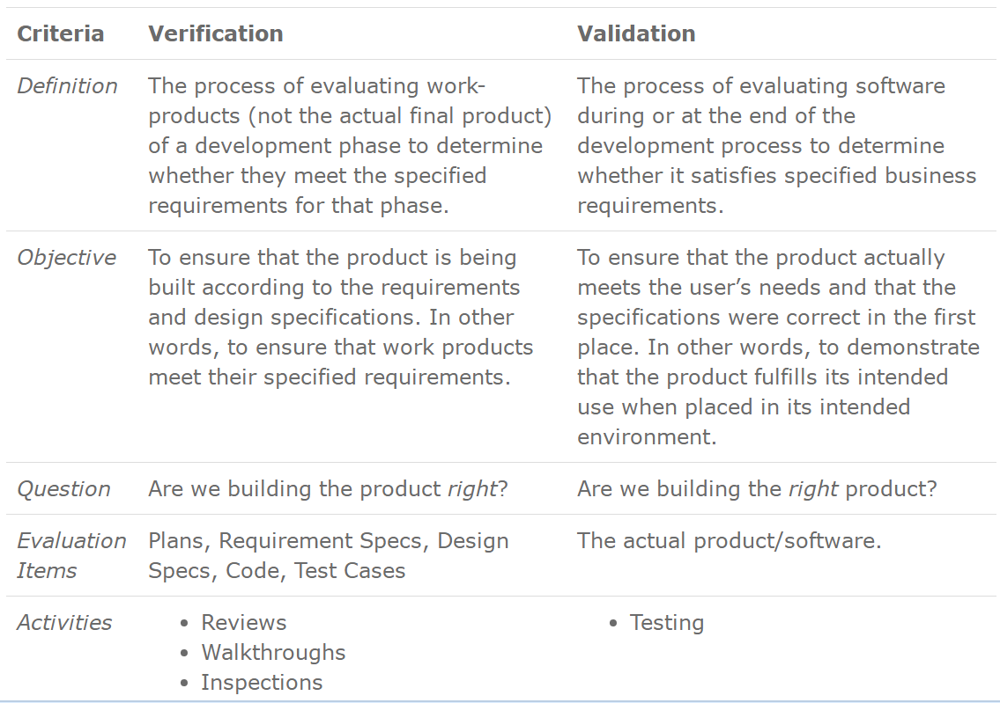 Criteria Verification Validation
Definition The process of evaluating work- The process of evaluating software
products (not the actual final product) during or at the end of the
of a development phase to determine development process to determine
whether they meet the specified whether it satisfies specified business
requirements for that phase. requirements.
Objective To ensure that the product is being To ensure that the product actually
built according to the requirements meets the user’s needs and that the
and design specifications. In other specifications were correct in the first
words, to ensure that work products place. In other words, to demonstrate
meet their specified requirements. that the product fulfills its intended
use when placed in its intended
environment.
Question Are we building the product right? Are we building the right product?
Evaluation Plans, Requirement Specs, Design The actual product/software.
Items Specs, Code, Test Cases
Activities • Reviews • Testing
• Walkthroughs
• Inspections